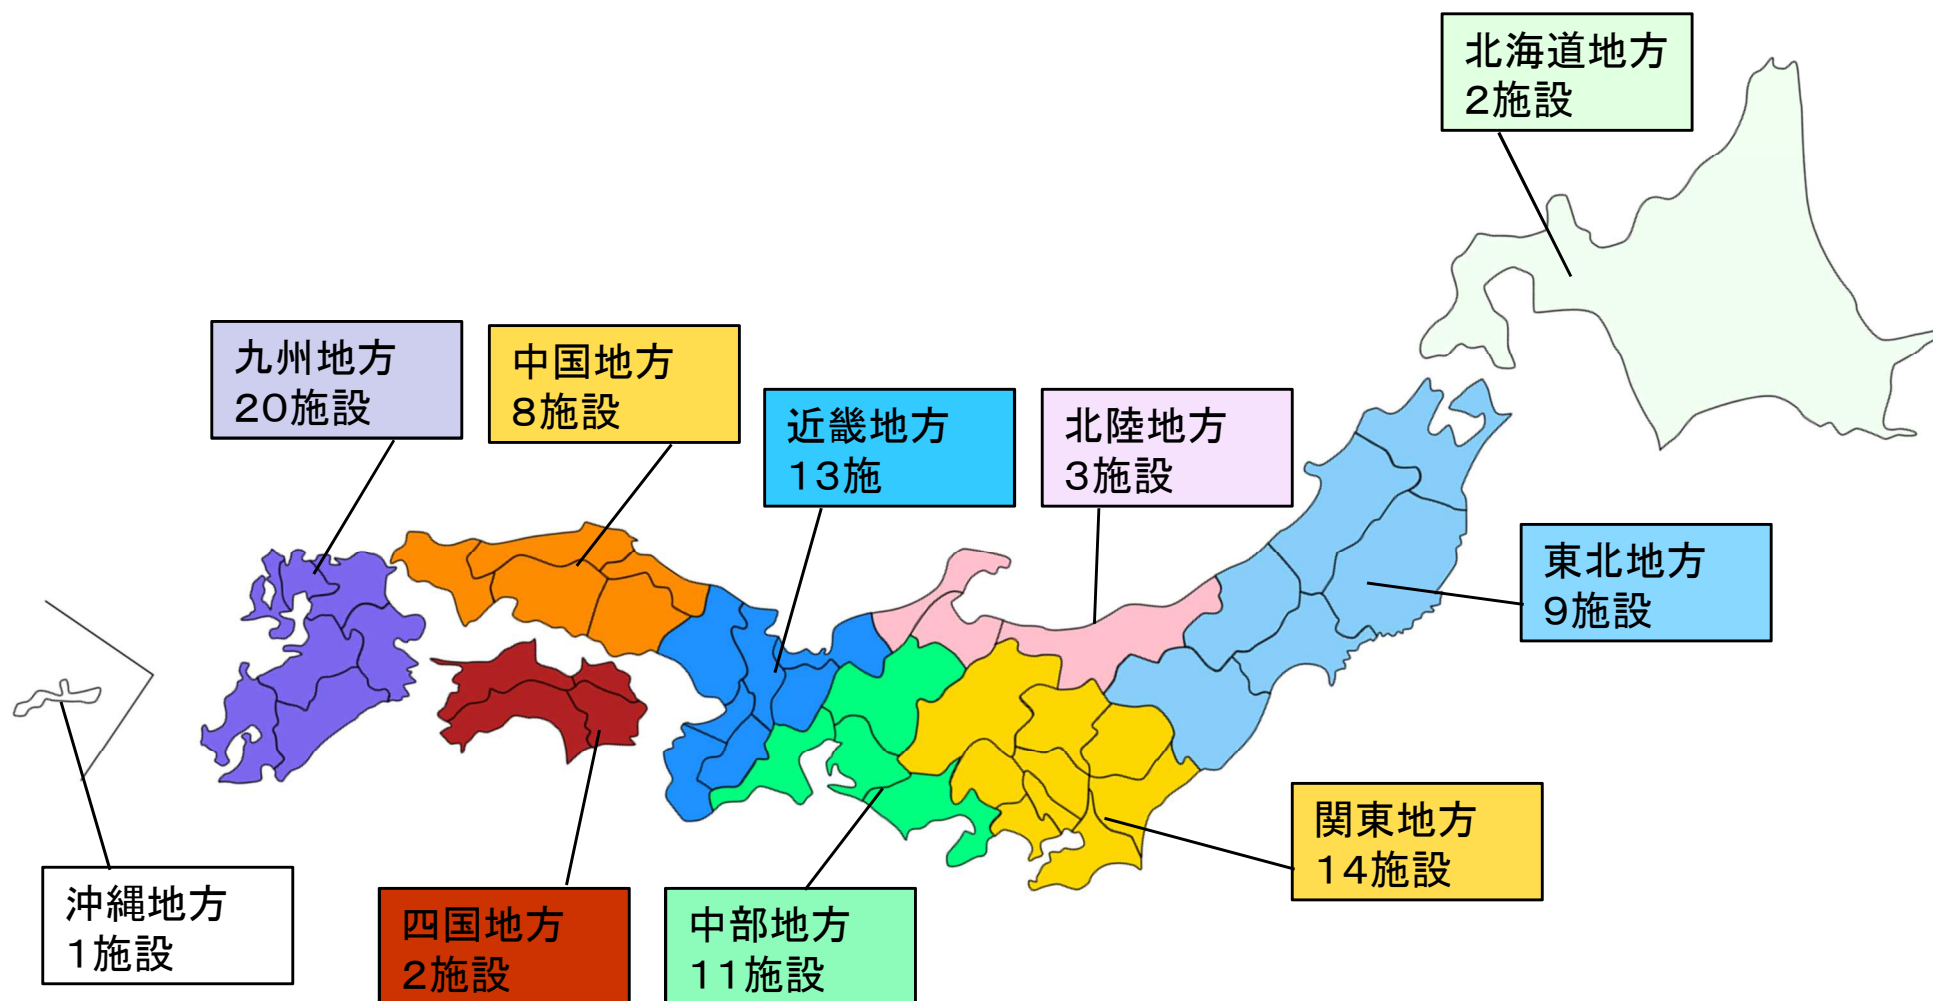 北海道地方
2施設
九州地方
20施設
中国地方
8施設
近畿地方
13施
北陸地方
3施設
東北地方
9施設
関東地方
14施設
沖縄地方
1施設
四国地方
2施設
中部地方
11施設